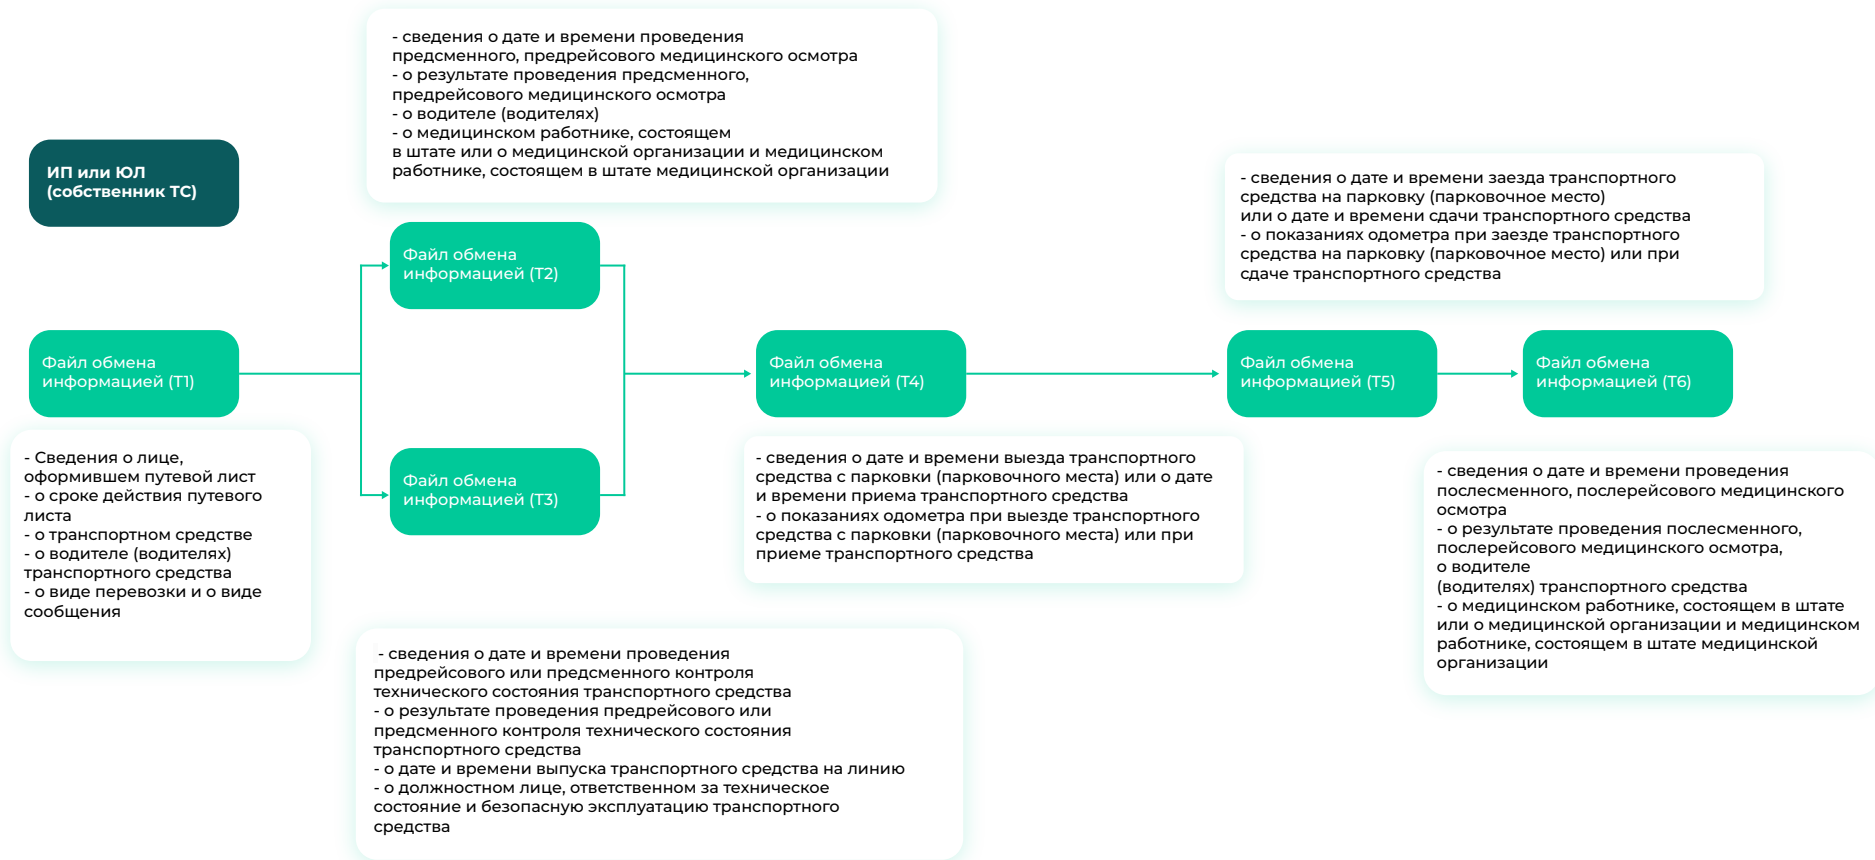 - сведения о дате и времени проведения
предсменного, предрейсового медицинского осмотра
- о результате проведения предсменного,
предрейсового медицинского осмотра
- о водителе (водителях)
- о медицинском работнике, состоящем
в штате или о медицинской организации и медицинском
работнике, состоящем в штате медицинской организации
ИП или ЮЛ
(собственник ТС)
- сведения о дате и времени заезда транспортного
средства на парковку (парковочное место)
или о дате и времени сдачи транспортного средства
- о показаниях одометра при заезде транспортного
средства на парковку (парковочное место) или при
сдаче транспортного средства
Файл обмена
информацией (Т2)
Файл обмена
информацией (Т1)
Файл обмена
информацией (Т4)
Файл обмена
информацией (Т5)
Файл обмена
информацией (Т6)
- Сведения о лице,
оформившем путевой лист
- о сроке действия путевого
листа
- о транспортном средстве
- о водителе (водителях)
транспортного средства
- о виде перевозки и о виде
сообщения
Файл обмена
информацией (Т3)
- сведения о дате и времени выезда транспортного
средства с парковки (парковочного места) или о дате
и времени приема транспортного средства
- о показаниях одометра при выезде транспортного
средства с парковки (парковочного места) или при
приеме транспортного средства
- сведения о дате и времени проведения
послесменного, послерейсового медицинского
осмотра
- о результате проведения послесменного,
послерейсового медицинского осмотра,
о водителе
(водителях) транспортного средства
- о медицинском работнике, состоящем в штате
или о медицинской организации и медицинском
работнике, состоящем в штате медицинской
организации
- сведения о дате и времени проведения
предрейсового или предсменного контроля
технического состояния транспортного средства
- о результате проведения предрейсового или
предсменного контроля технического состояния
транспортного средства
- о дате и времени выпуска транспортного средства на линию
- о должностном лице, ответственном за техническое
состояние и безопасную эксплуатацию транспортного
средства